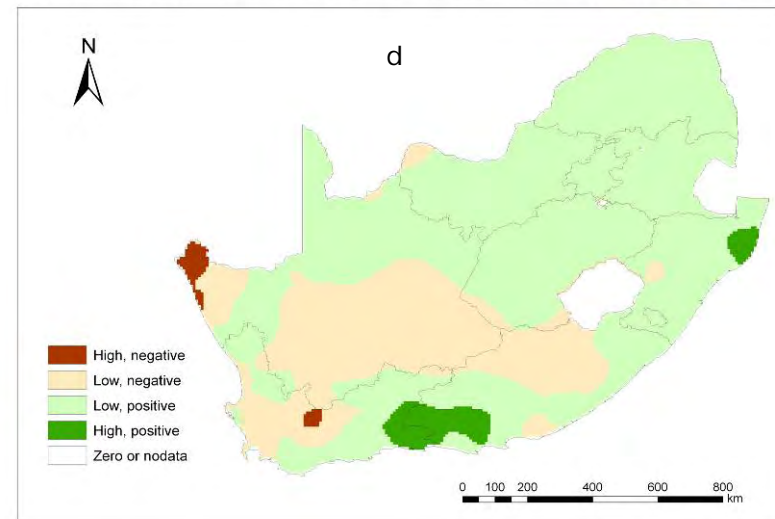 N
d
High, negative
Low, negative
Low, positive
High, positive
Zero or nodata
0 100 200 400 600 800
km